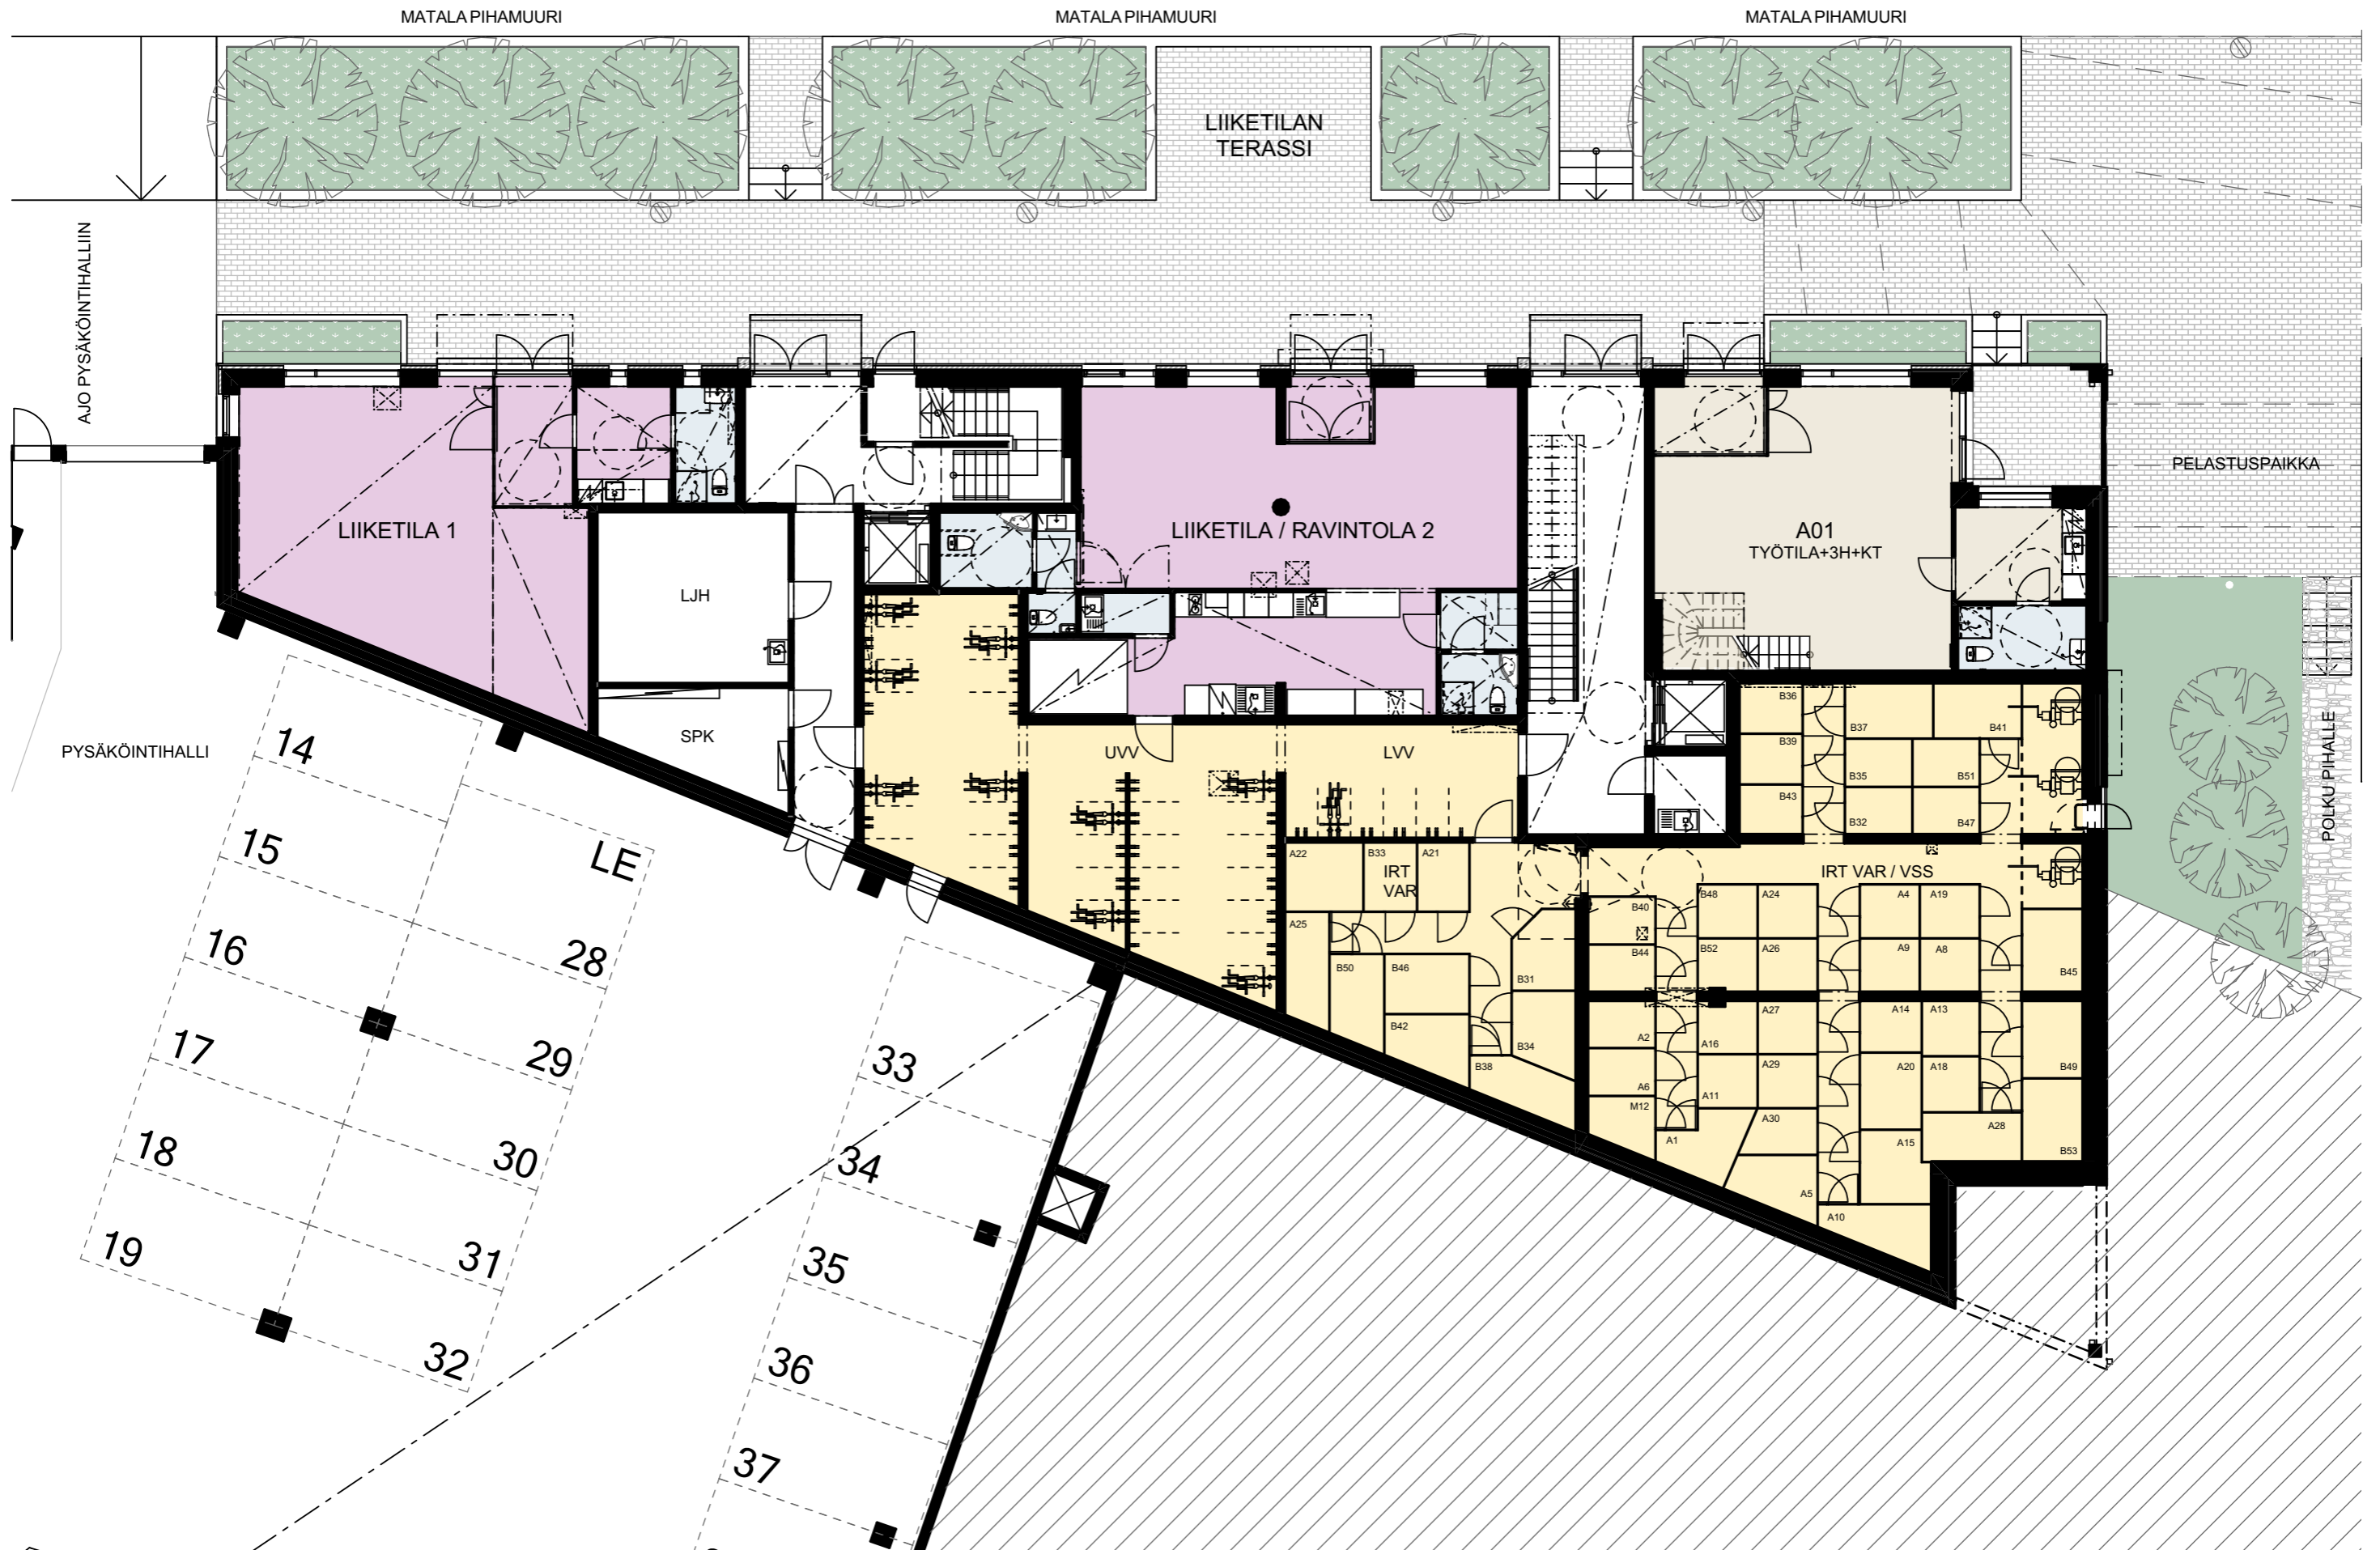 MATALA PIHAMUURI
MATALA PIHAMUURI
MATALA PIHAMUURI
LIIKETILAN
TERASSI
AJO PYSÄKÖINTIHALLIIN
PELASTUSPAIKKA
LIIKETILA 1
LIIKETILA / RAVINTOLA 2
A01
TYÖTILA+3H+KT
LJH
SPK
PYSÄKÖINTIHALLI
UVV
LVV
POLKU PIHALLE
B36
B37
B41
B39
B35
B51
B43
B32
B47
IRT VAR / VSS
A22
B33
A21
IRT
VAR
A25
B50
B46
B31
B42
B34
B38
B40
B48
A24
A4
A19
B44
B52
A26
A9
A8
B45
A2
A16
A27
A14
A13
A6
A11
A29
A20
A18
B49
M12
A1
A30
A15
A28
B53
A5
A10
14
15
LE
16
28
17
29
18
30
19
31
32
33
34
35
36
37